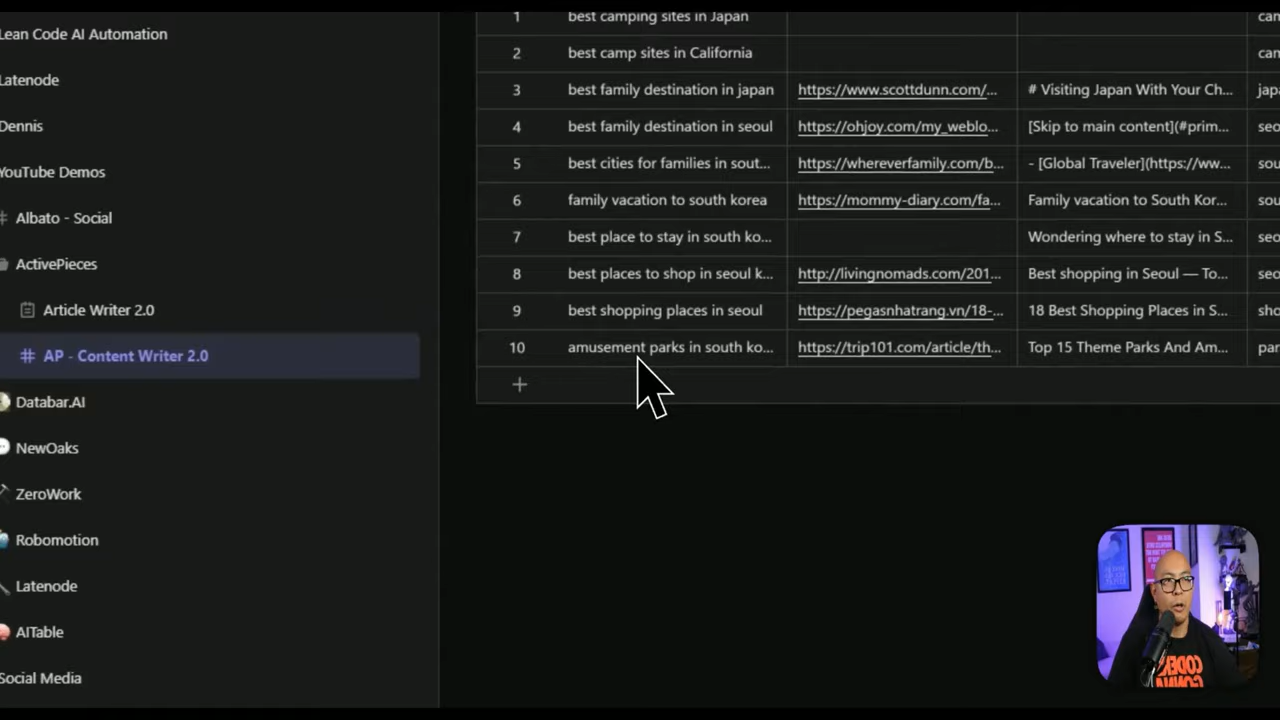 Lean Code AI Automation
Latenode
Dennis
YouTube Demos
Albato - Social
ActivePieces
Article Writer 2.0
AP - Content Writer 2.0
Databar.AI
NewOaks
ZeroWork
Robomotion
Latenode
AITable
Social Media
1 best camping sites in Japan
2 best camp sites in California
3 best family destination in japan https://www.scottdunn.com/... # Visiting Japan With Your Ch...
4 best family destination in seoul https://ohjoy.com/my_weblo... [Skip to main content](#prim...
5 best cities for families in sout... https://whereverfamily.com/b... - [Global Traveler](https://ww...
6 family vacation to south korea https://mommy-diary.com/fa... Family vacation to South Kor...
7 best place to stay in south ko... Wondering where to stay in S...
8 best places to shop in seoul k... http://livingnomads.com/201... Best shopping in Seoul — To...
9 best shopping places in seoul https://pegasnhatrang.vn/18-... 18 Best Shopping Places in S...
10 amusement parks in south ko... https://trip101.com/article/th... Top 15 Theme Parks And Am...